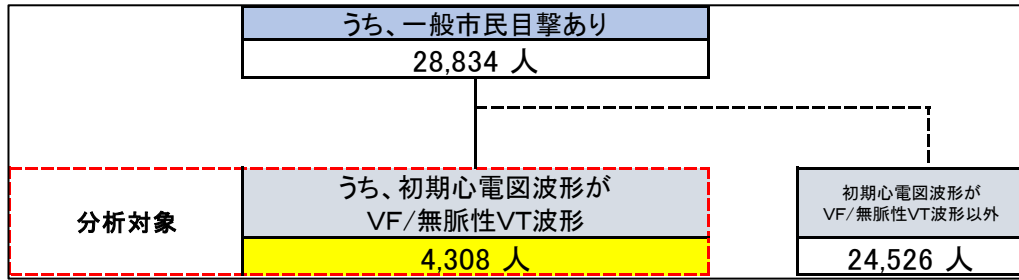 うち、一般市民目撃あり
28,834 人
分析対象
うち、初期心電図波形が
VF/無脈性VT波形
4,308 人
初期心電図波形が
VF/無脈性VT波形以外
24,526 人